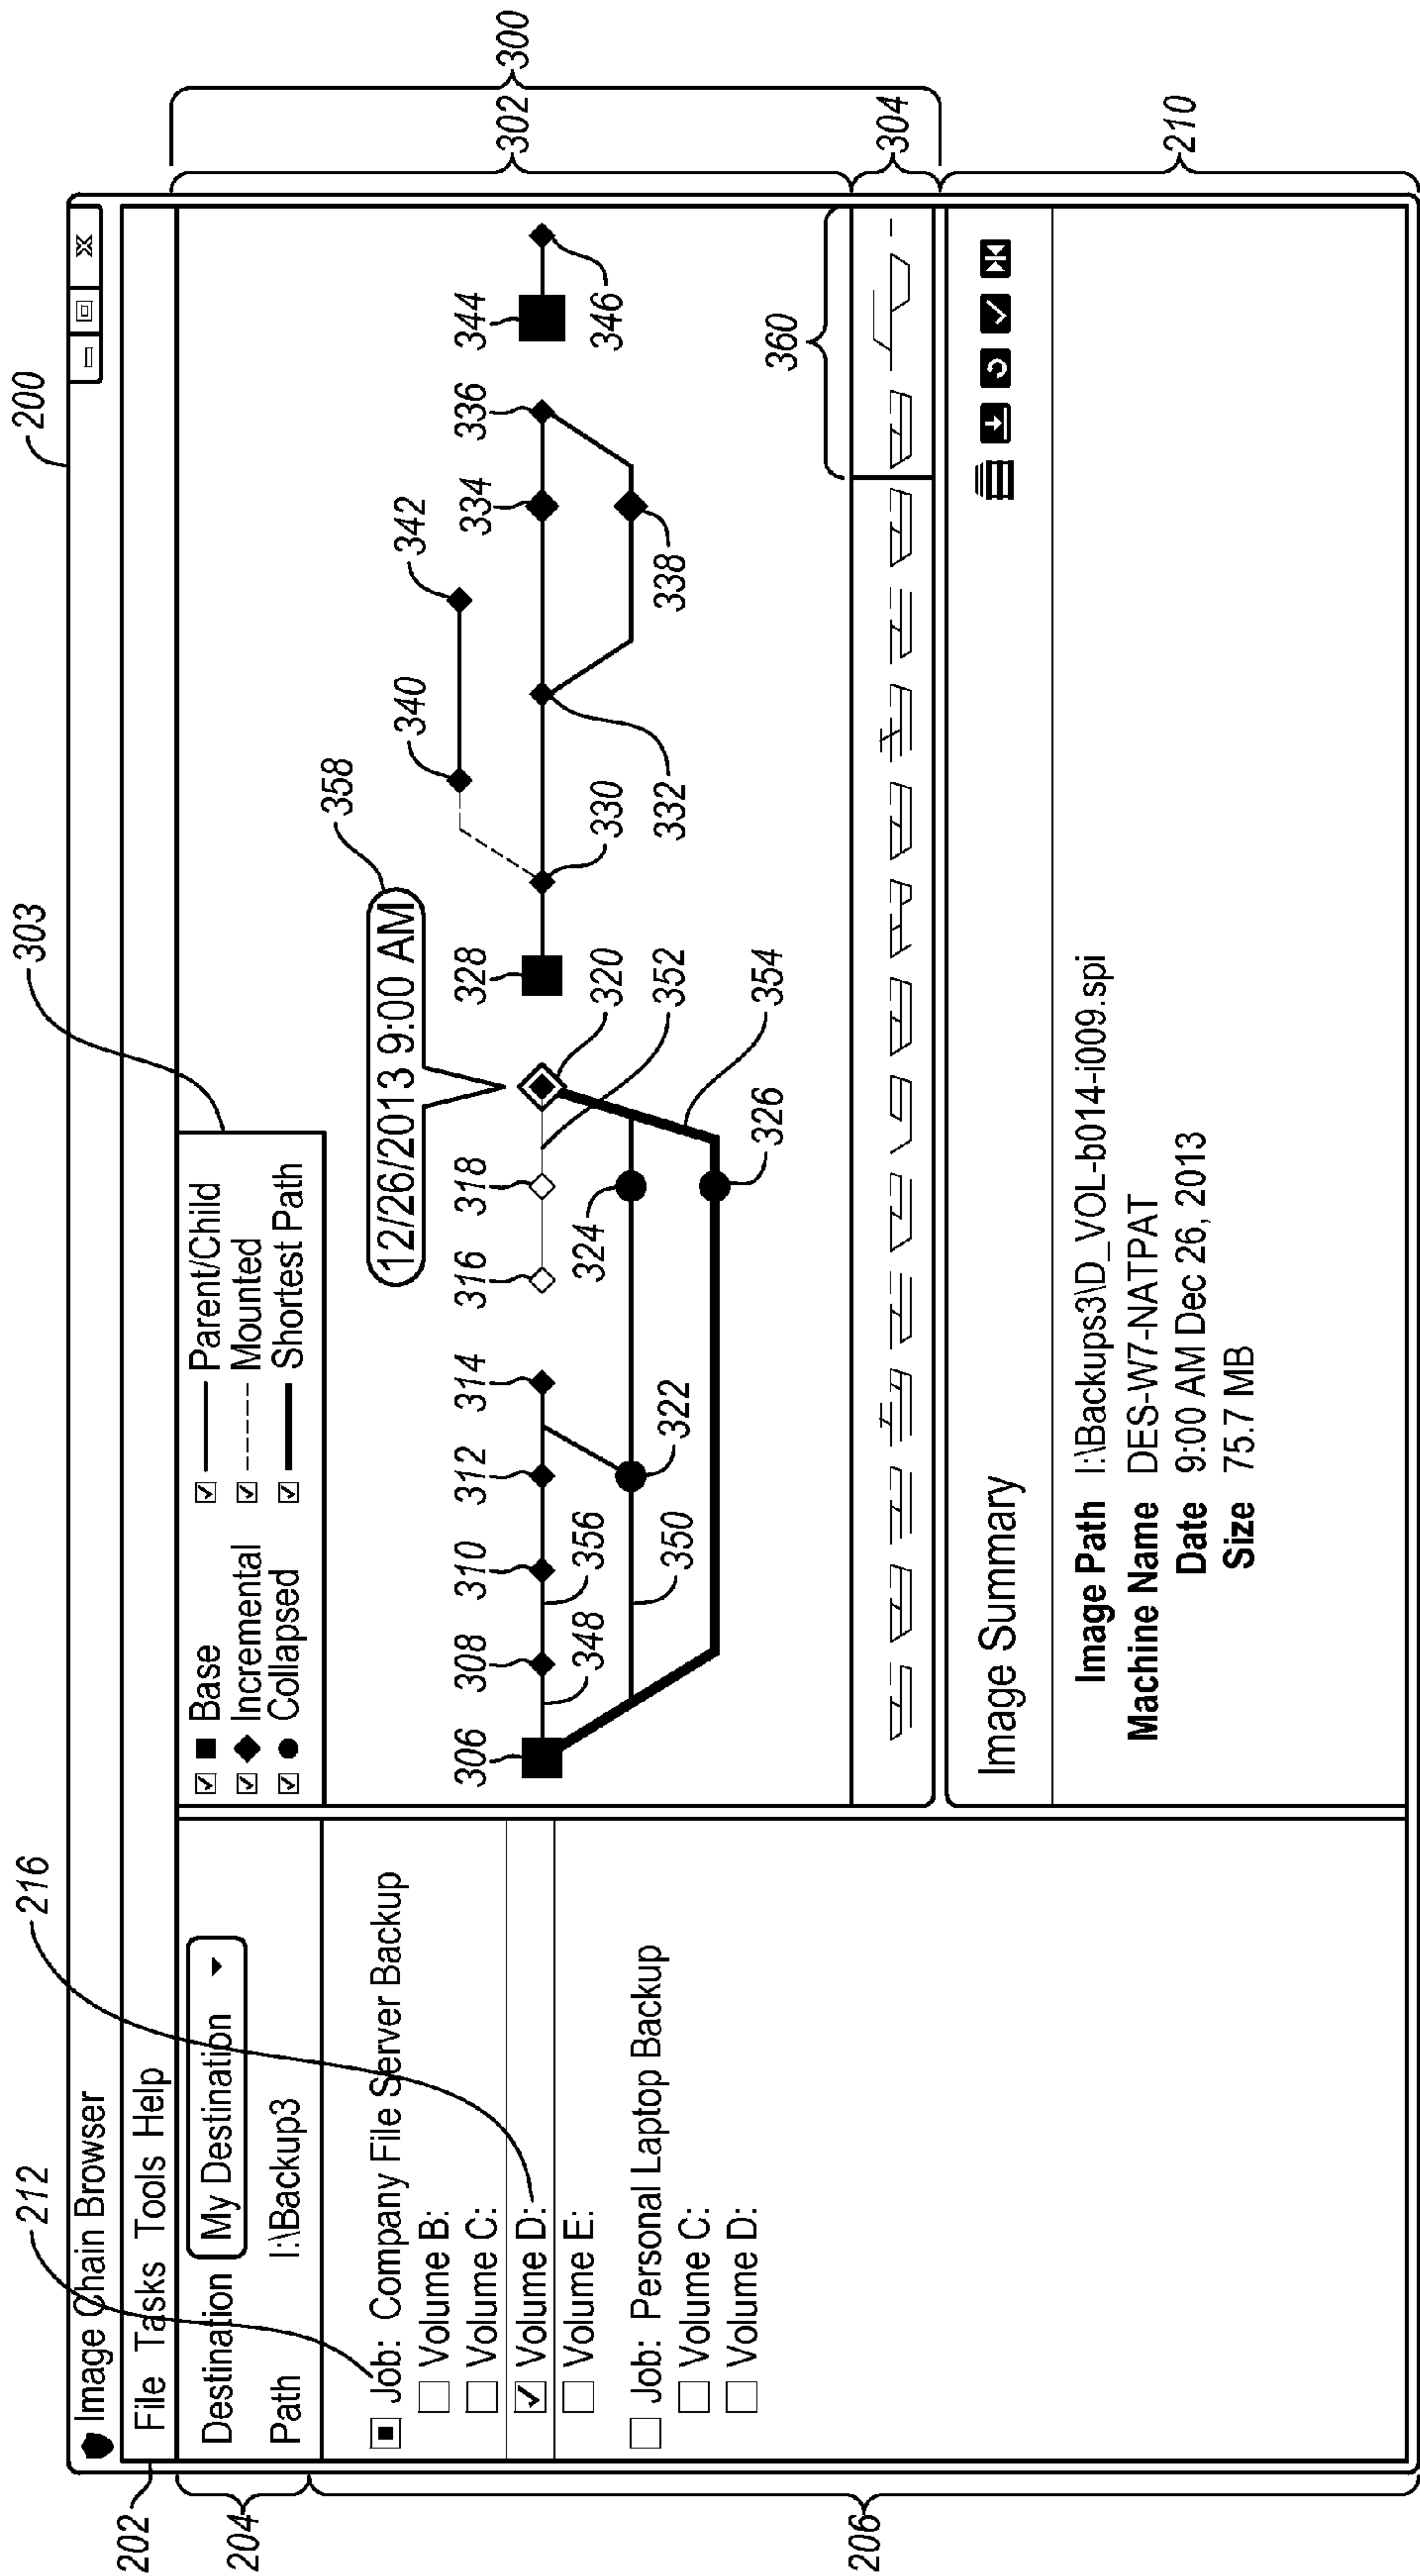 200
Image Chain Browser
File Tasks Tools Help
202
204
Destination My Destination
Path I:\Backup3
212
216
206
Job: Company File Server Backup
Volume B:
Volume C:
Volume D:
Volume E:
Job: Personal Laptop Backup
Volume C:
Volume D:
303
Base
Incremental
Collapsed
Parent/Child
Mounted
Shortest Path
300
302
304
210
358
12/26/2013 9:00 AM
306
308
310
312
314
316
318
320
322
324
326
328
330
332
334
336
338
340
342
344
346
348
350
352
354
356
360
Image Summary
Image Path I:\Backups3\D_VOL-b014-i009.spi
Machine Name DES-W7-NATPAT
Date 9:00 AM Dec 26, 2013
Size 75.7 MB